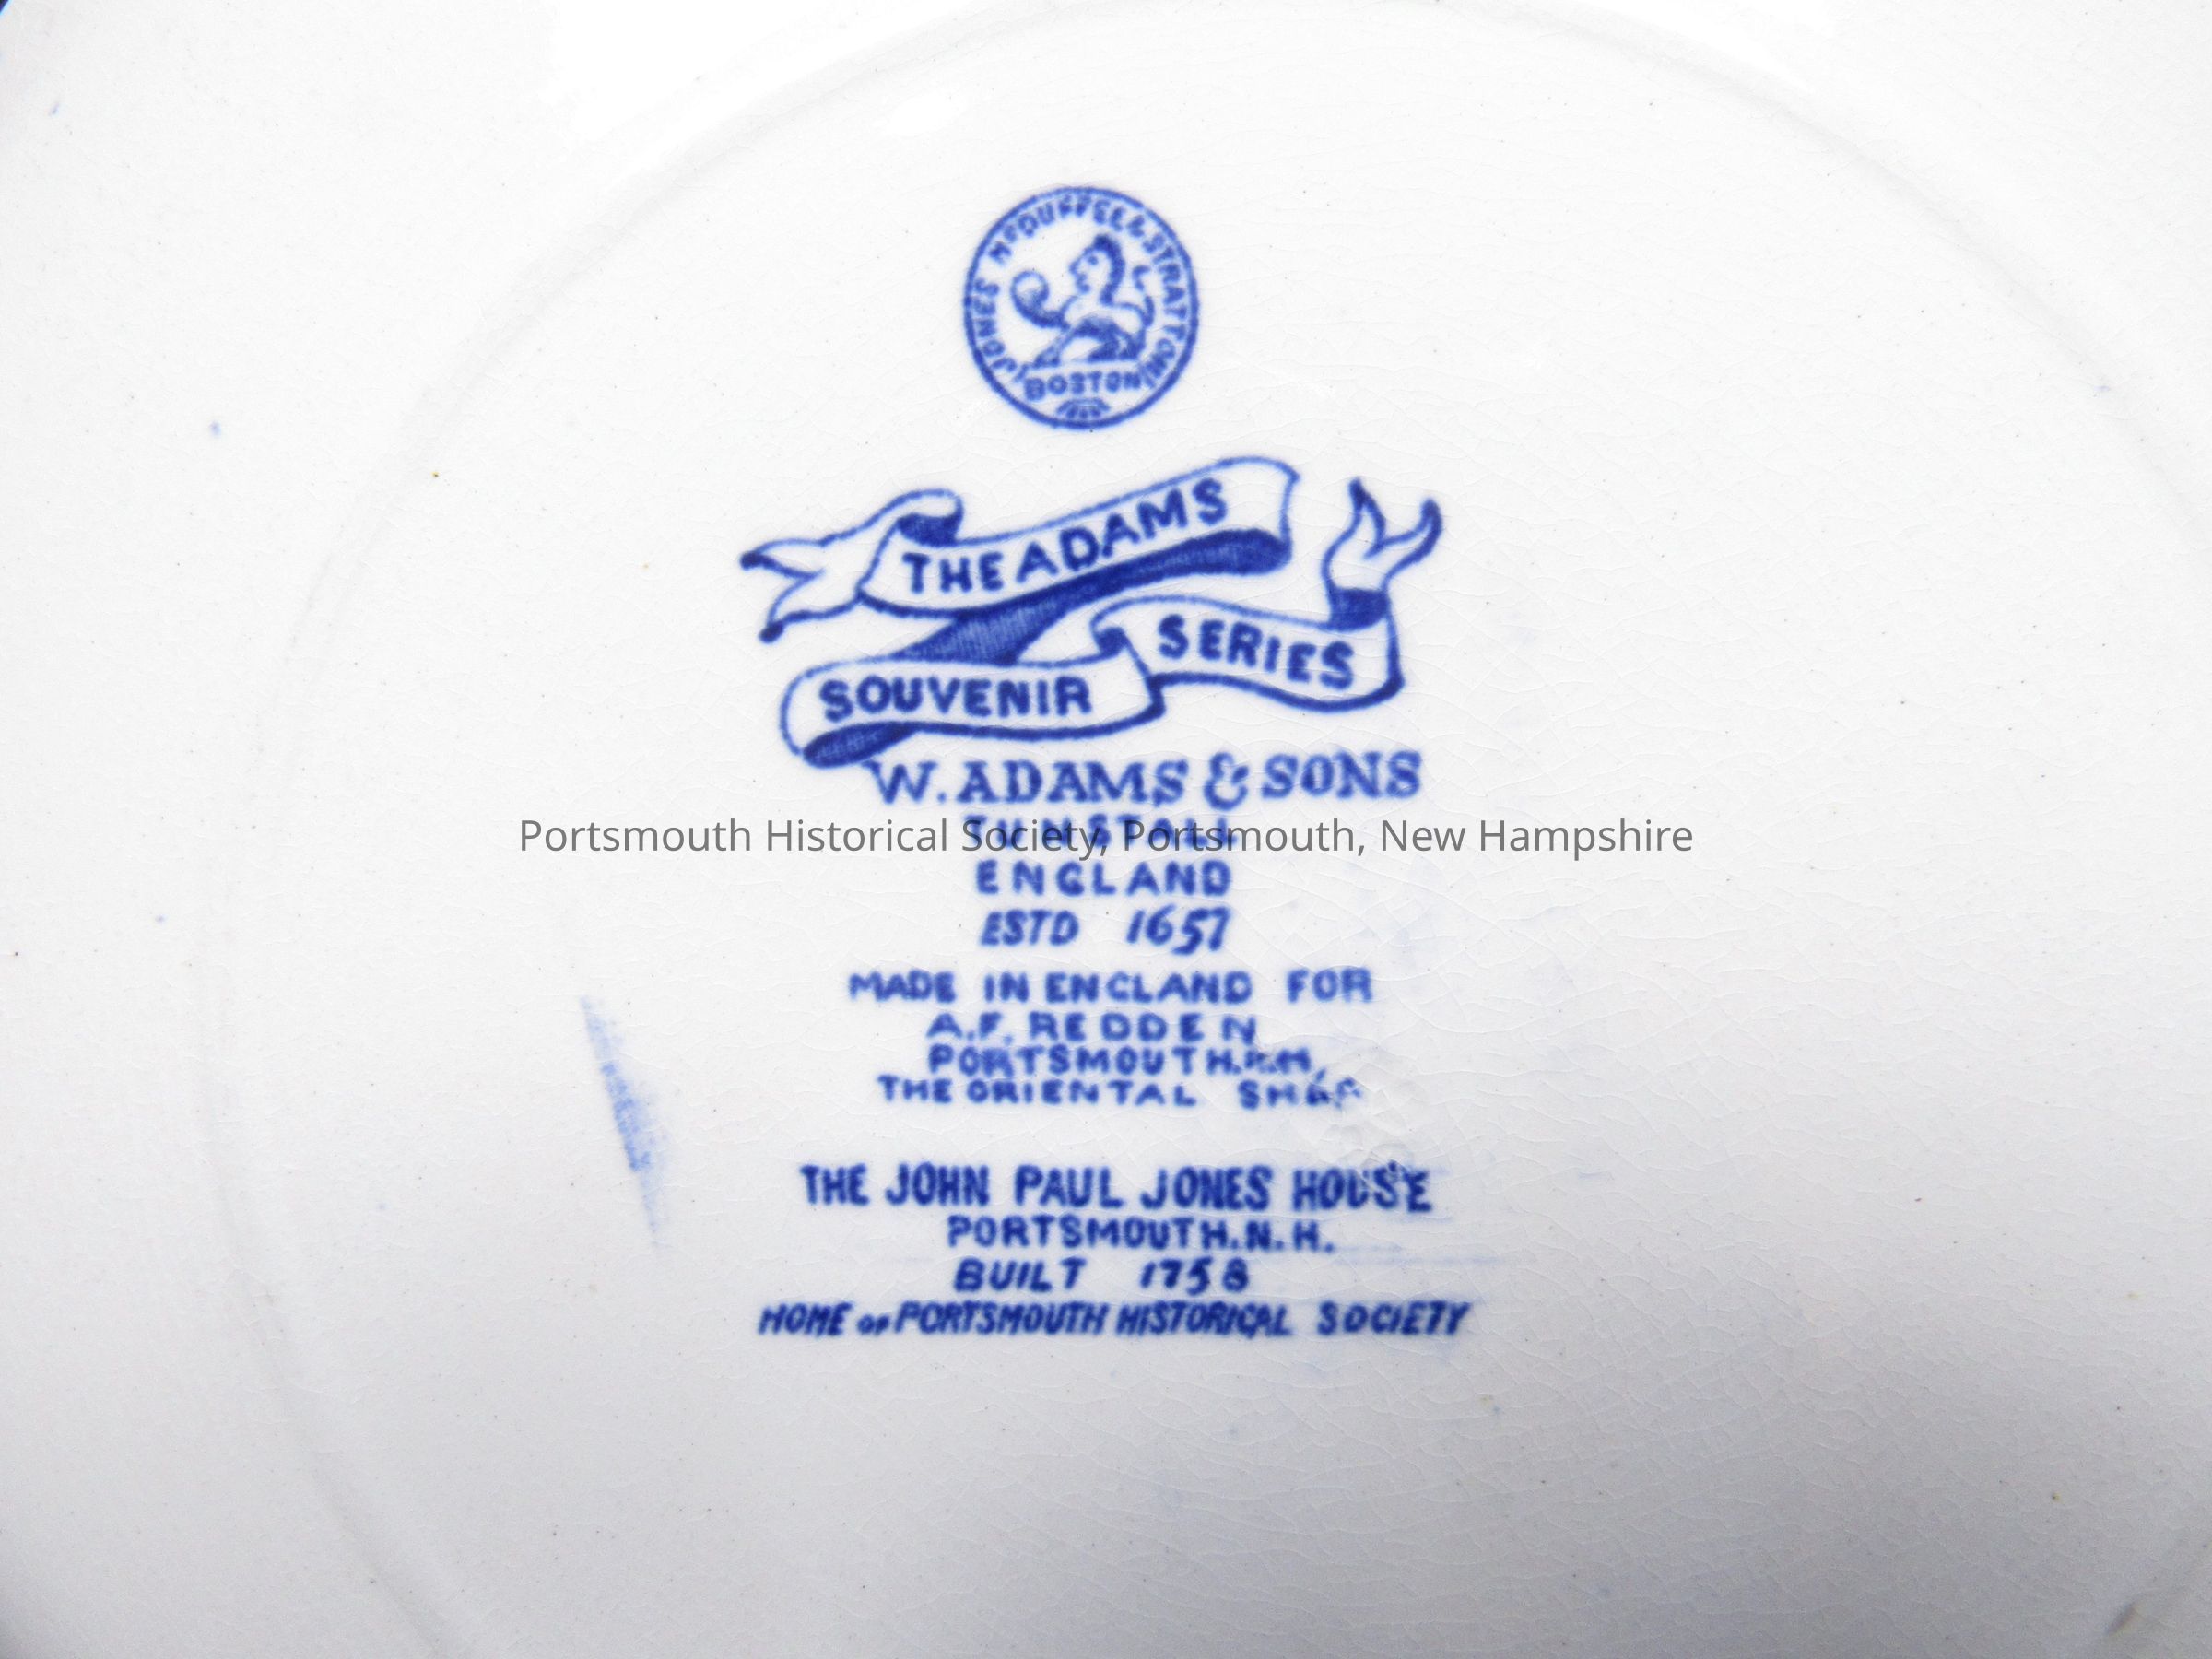 JONES McDUFFEE & STRATTON
BOSTON
THE ADAMS
SOUVENIR SERIES
W. ADAMS & SONS
TUNSTALL
Portsmouth Historical Society, Portsmouth, New Hampshire
ENGLAND
ESTD 1657
MADE IN ENGLAND FOR
A.F. REDDEN
PORTSMOUTH.N.H,
THE ORIENTAL SHOP
THE JOHN PAUL JONES HOUSE
PORTSMOUTH.N.H.
BUILT 1758
HOME OF PORTSMOUTH HISTORICAL SOCIETY